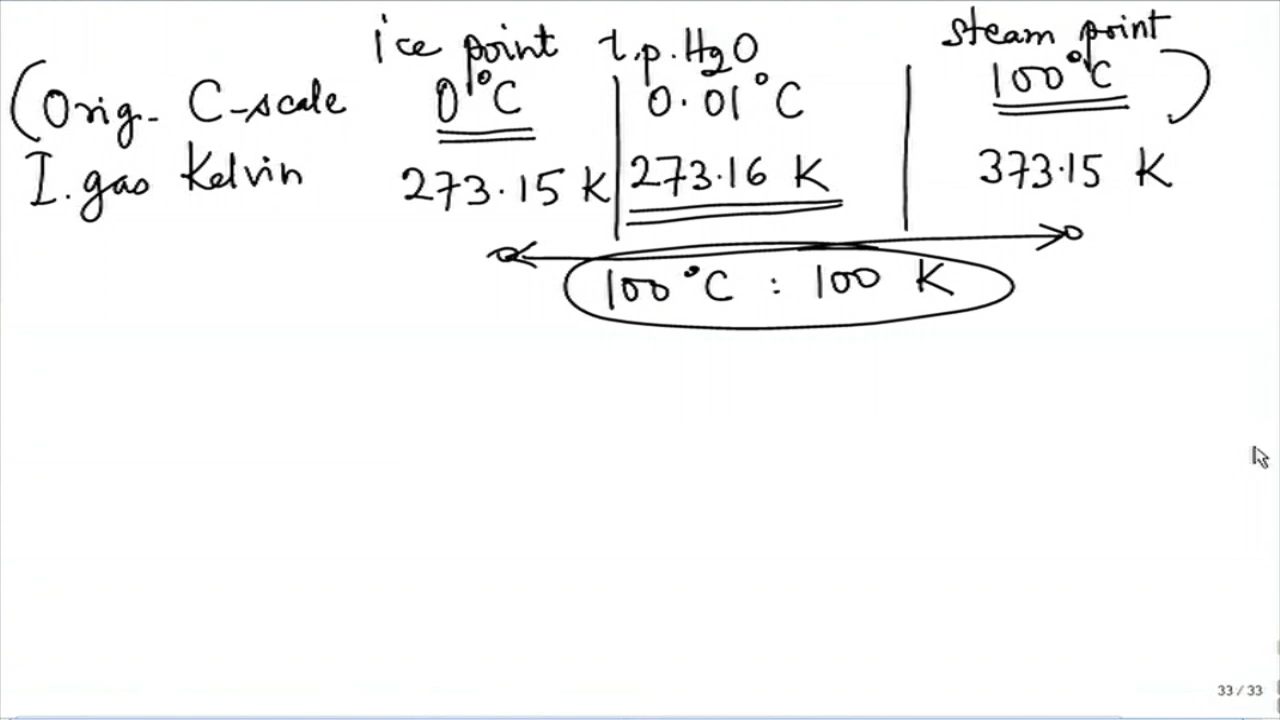 ice point t.p. H2O steam point
(Orig. C-scale 0°C 0.01°C 100°C)
I. gas Kelvin 273.15 K 273.16 K 373.15 K
100°C : 100 K
33 / 33